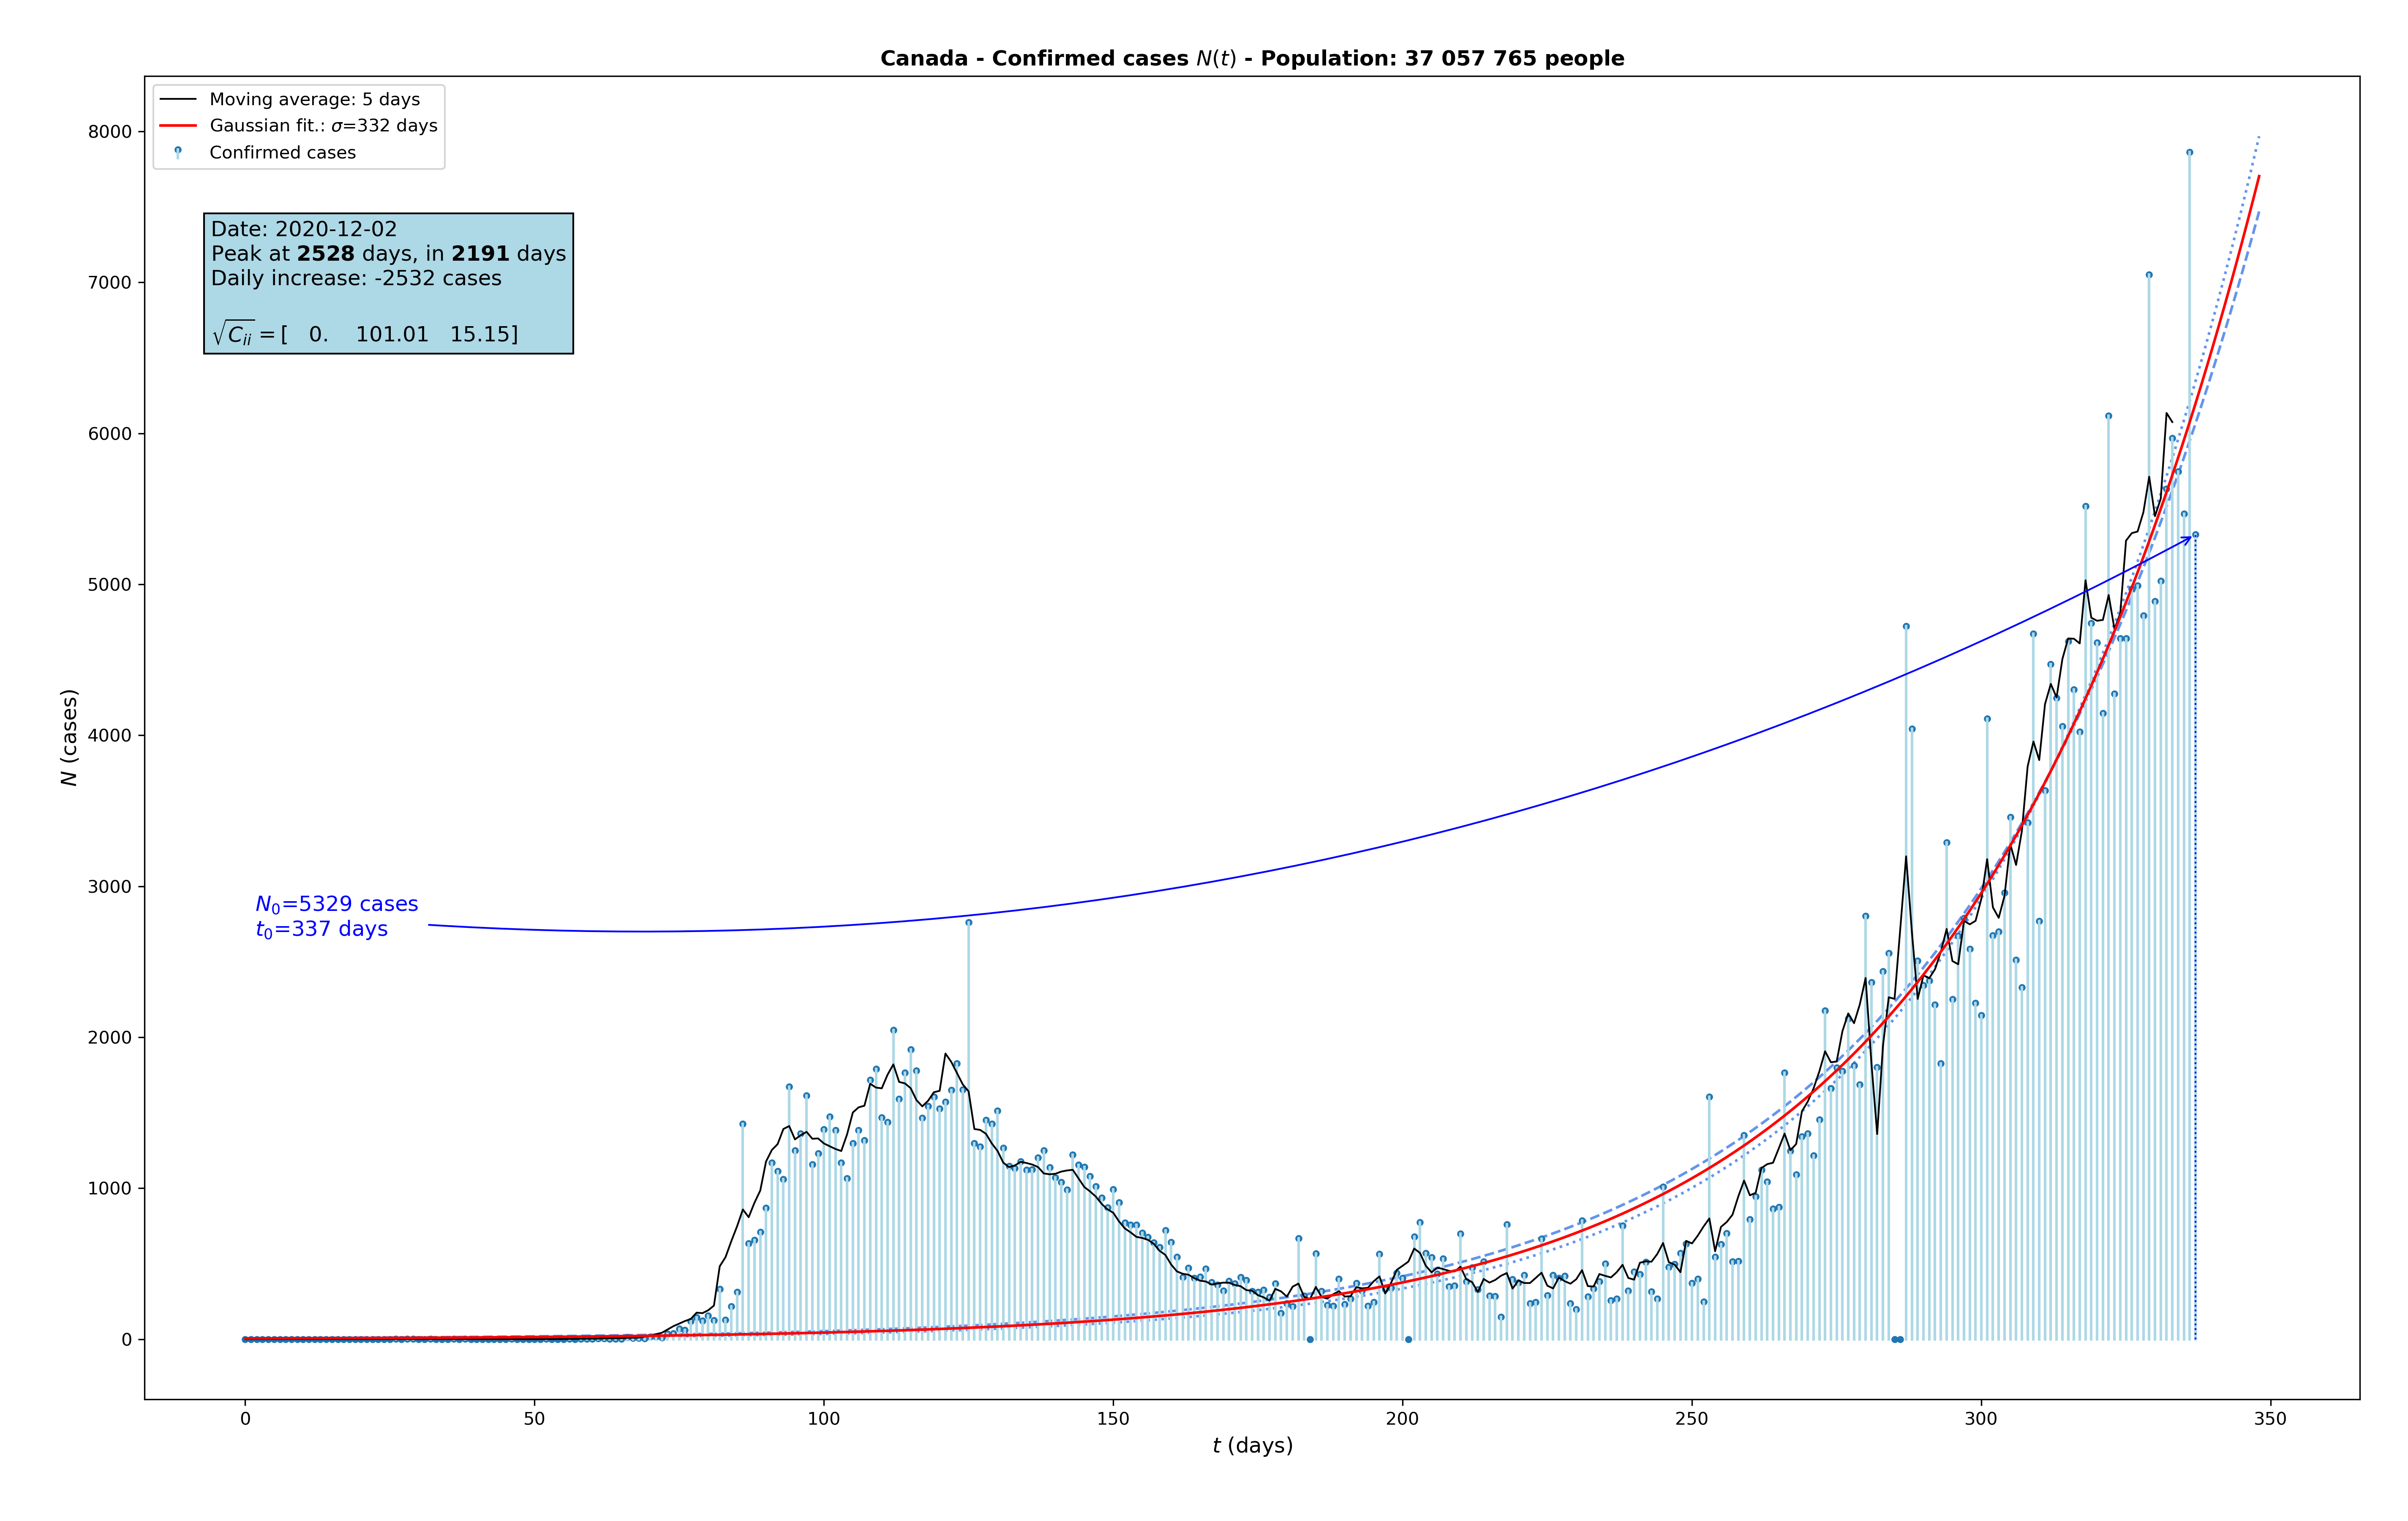 Canada - Confirmed cases N(t) - Population: 37 057 765 people
Moving average: 5 days
Gaussian fit.: σ=332 days
Confirmed cases
Date: 2020-12-02
Peak at 2528 days, in 2191 days
Daily increase: -2532 cases
√Cᵢᵢ = [ 0. 101.01 15.15]
N₀=5329 cases
t₀=337 days
N (cases)
8000
7000
6000
5000
4000
3000
2000
1000
0
0 50 100 150 200 250 300 350
t (days)